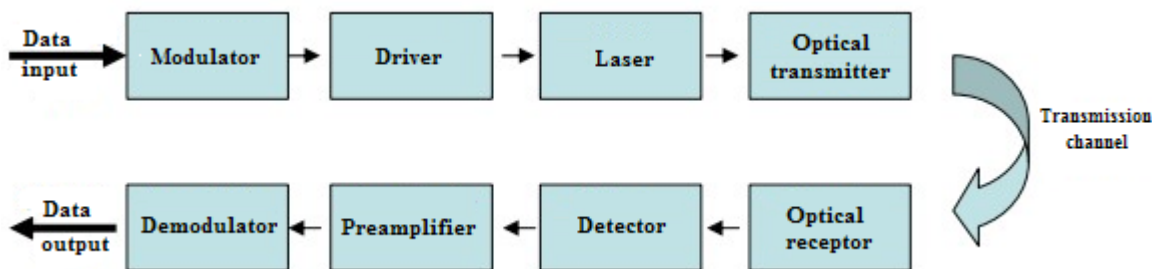 Data
input
Modulator
Driver
Laser
Optical
transmitter
Transmission
channel
Data
output
Demodulator
Preamplifier
Detector
Optical
receptor